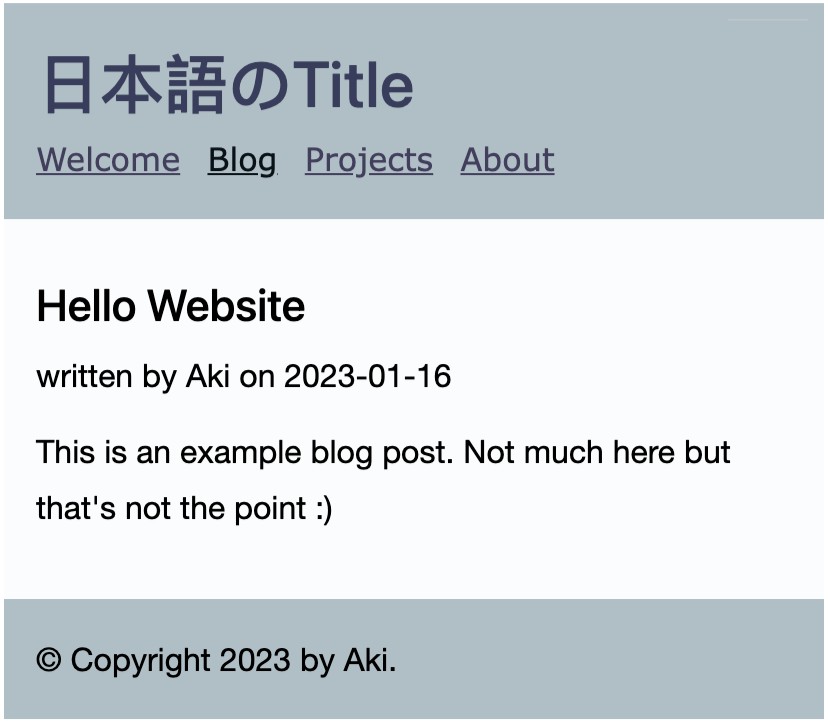 日本語のTitle
Welcome Blog Projects About
Hello Website
written by Aki on 2023-01-16
This is an example blog post. Not much here but
that's not the point :)
© Copyright 2023 by Aki.